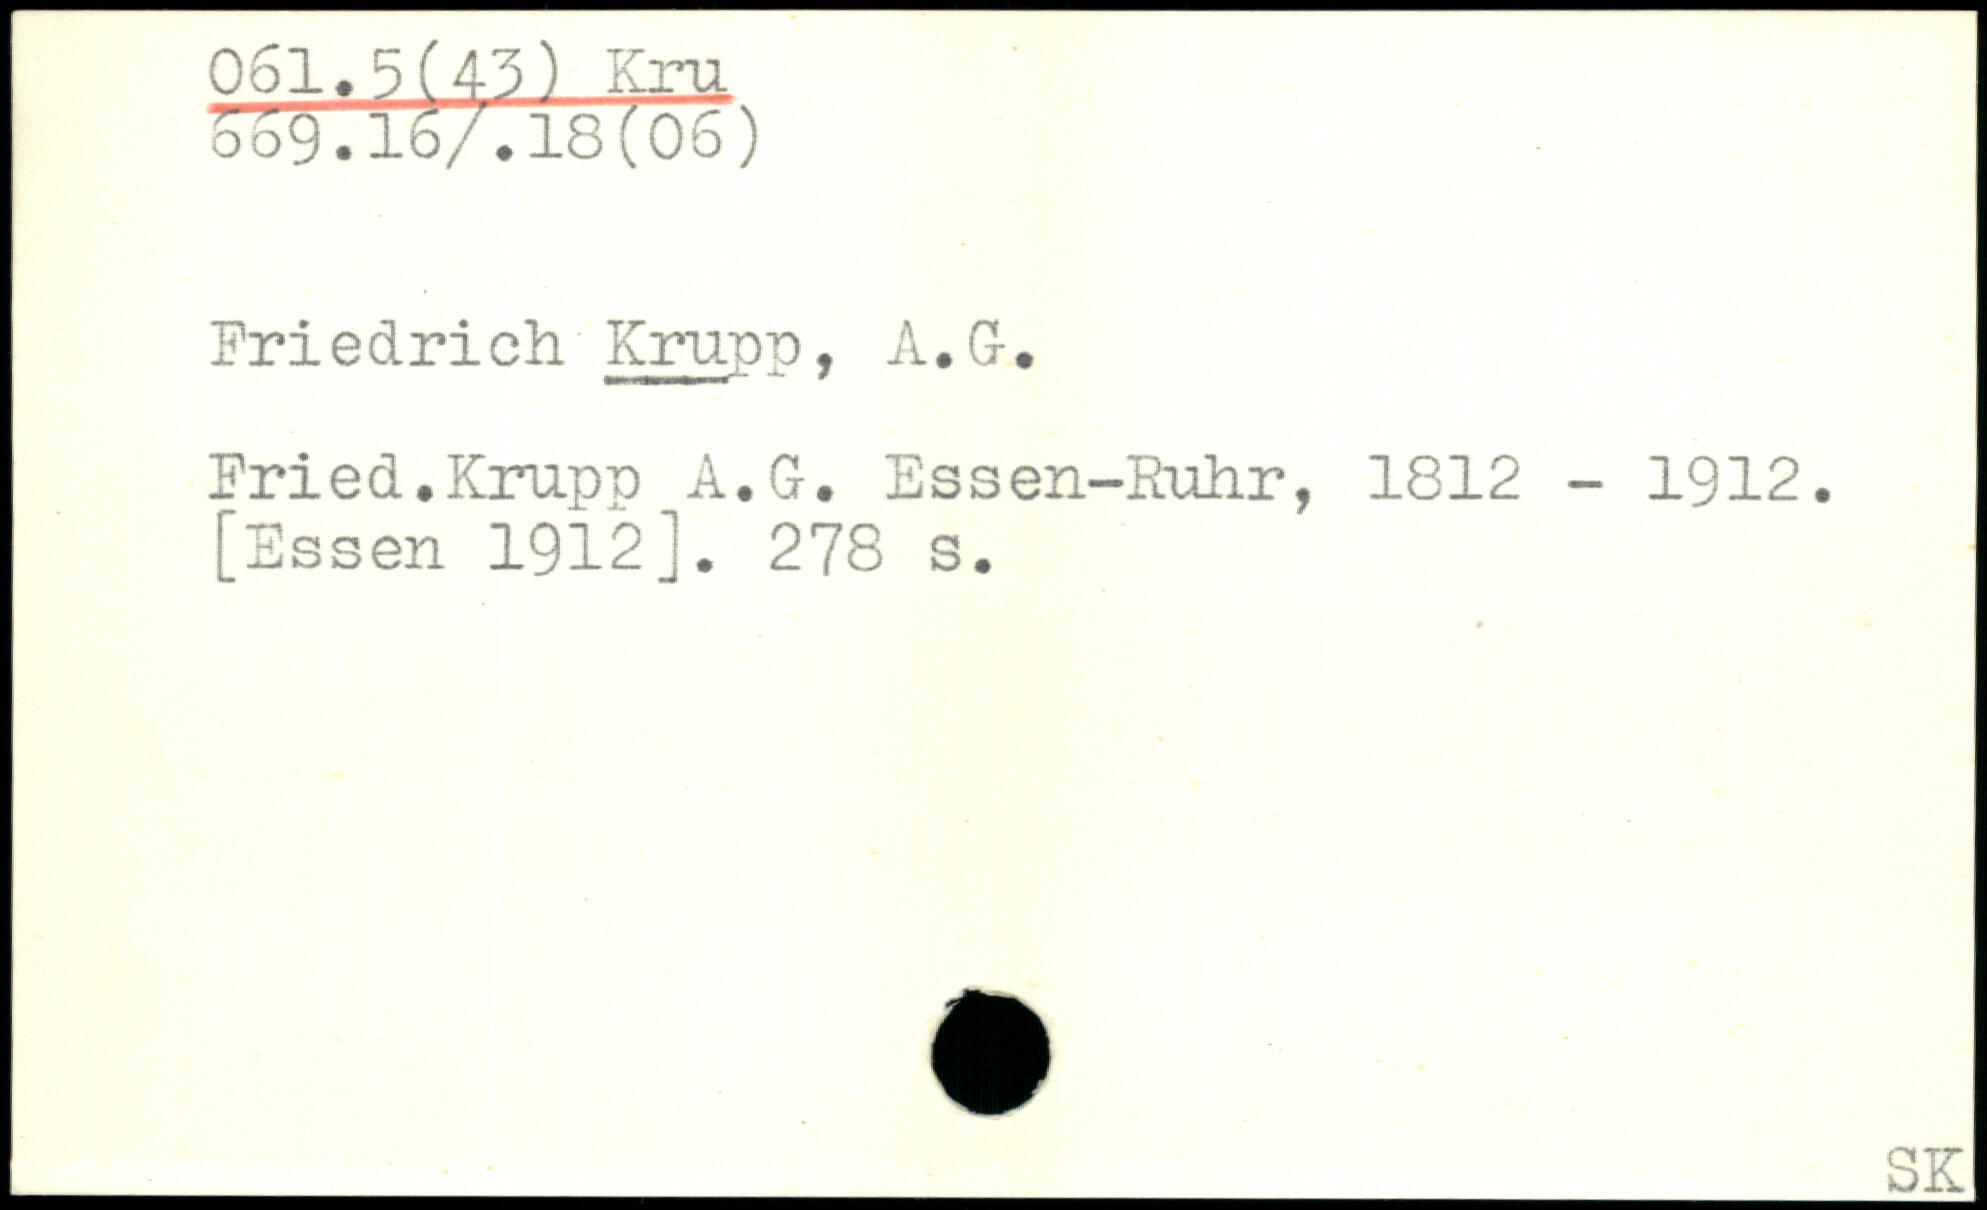 061.5(43) Kru
669.16/.18(06)
Friedrich Krupp, A.G.
Fried.Krupp A.G. Essen-Ruhr, 1812 - 1912.
[Essen 1912]. 278 s.
SK